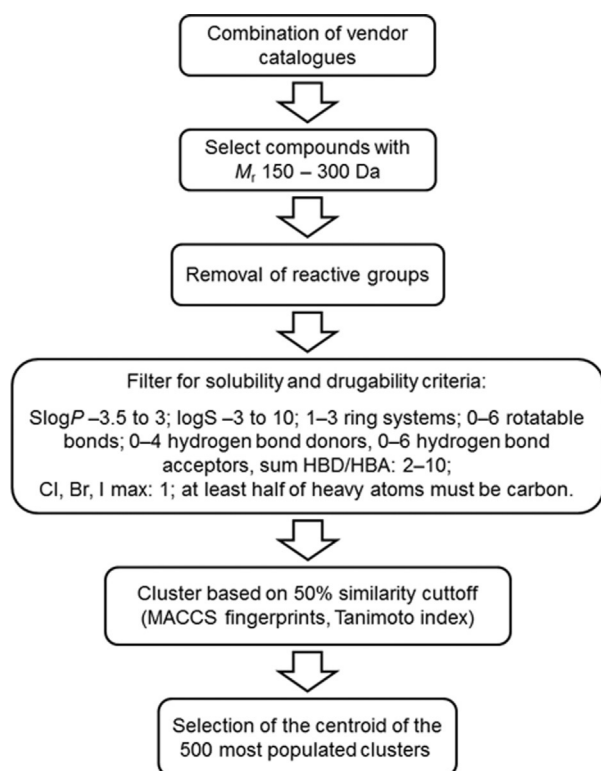 Combination of vendor
catalogues
Select compounds with
Mr 150 – 300 Da
Removal of reactive groups
Filter for solubility and drugability criteria:
SlogP –3.5 to 3; logS –3 to 10; 1–3 ring systems; 0–6 rotatable
bonds; 0–4 hydrogen bond donors, 0–6 hydrogen bond
acceptors, sum HBD/HBA: 2–10;
Cl, Br, I max: 1; at least half of heavy atoms must be carbon.
Cluster based on 50% similarity cuttoff
(MACCS fingerprints, Tanimoto index)
Selection of the centroid of the
500 most populated clusters